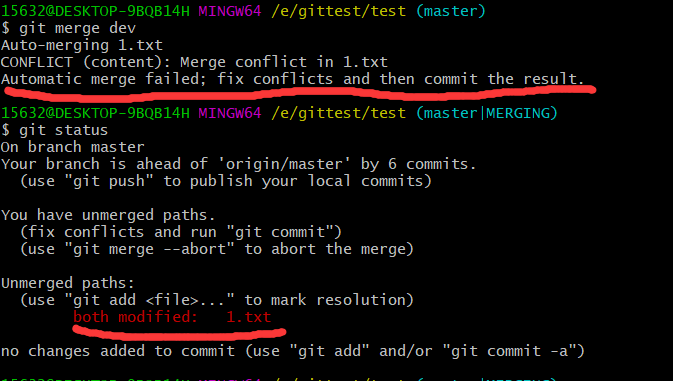 15632@DESKTOP-9BQB14H MINGW64 /e/gittest/test (master)
$ git merge dev
Auto-merging 1.txt
CONFLICT (content): Merge conflict in 1.txt
Automatic merge failed; fix conflicts and then commit the result.
15632@DESKTOP-9BQB14H MINGW64 /e/gittest/test (master|MERGING)
$ git status
On branch master
Your branch is ahead of 'origin/master' by 6 commits.
  (use "git push" to publish your local commits)
You have unmerged paths.
  (fix conflicts and run "git commit")
  (use "git merge --abort" to abort the merge)
Unmerged paths:
  (use "git add <file>..." to mark resolution)
        both modified:   1.txt
no changes added to commit (use "git add" and/or "git commit -a")